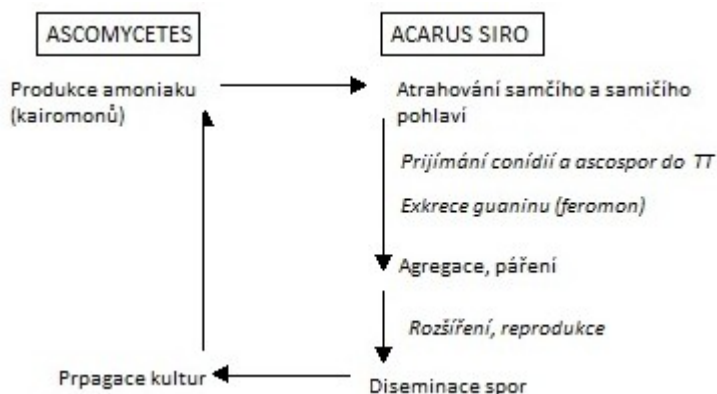 ASCOMYCETES
ACARUS SIRO
Produkce amoniaku
(kairomonů)
Atrahování samčího a samičího
pohlaví
Prijímání conídií a ascospor do TT
Exkrece guaninu (feromon)
Agregace, páření
Rozšíření, reprodukce
Prpagace kultur
Diseminace spor